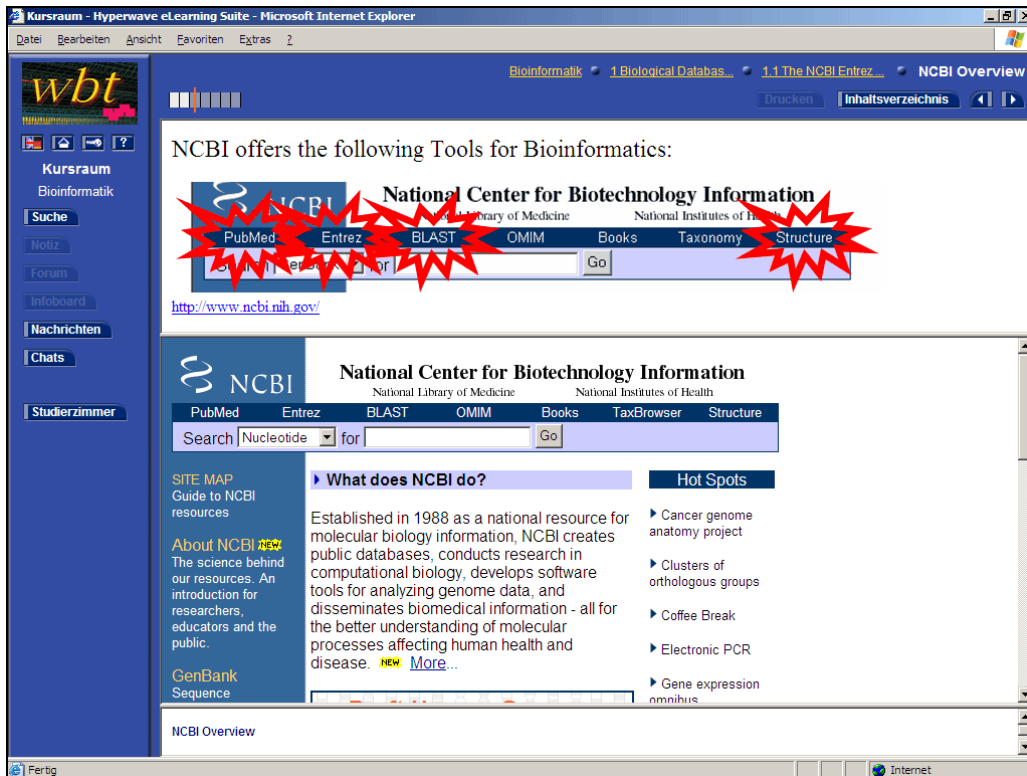 Kursraum - Hyperwave eLearning Suite - Microsoft Internet Explorer
Datei Bearbeiten Ansicht Favoriten Extras ?
wbt
Bioinformatik 1 Biological Databas... 1.1 The NCBI Entrez ... NCBI Overview
Drucken Inhaltsverzeichnis
?
Kursraum
Bioinformatik
Suche
Notiz
Forum
Infoboard
Nachrichten
Chats
Studierzimmer
NCBI offers the following Tools for Bioinformatics:
NCBI
National Center for Biotechnology Information
Library of Medicine National Institutes of
PubMed Entrez BLAST OMIM Books Taxonomy Structure
Search for Go
http://www.ncbi.nih.gov/
NCBI
National Center for Biotechnology Information
National Library of Medicine National Institutes of Health
PubMed Entrez BLAST OMIM Books TaxBrowser Structure
Search Nucleotide for Go
SITE MAP
Guide to NCBI
resources
About NCBI NEW
The science behind
our resources. An
introduction for
researchers,
educators and the
public.
GenBank
Sequence
What does NCBI do?
Established in 1988 as a national resource for
molecular biology information, NCBI creates
public databases, conducts research in
computational biology, develops software
tools for analyzing genome data, and
disseminates biomedical information - all for
the better understanding of molecular
processes affecting human health and
disease. NEW More...
Hot Spots
Cancer genome
anatomy project
Clusters of
orthologous groups
Coffee Break
Electronic PCR
Gene expression
omnibus
NCBI Overview
Fertig Internet